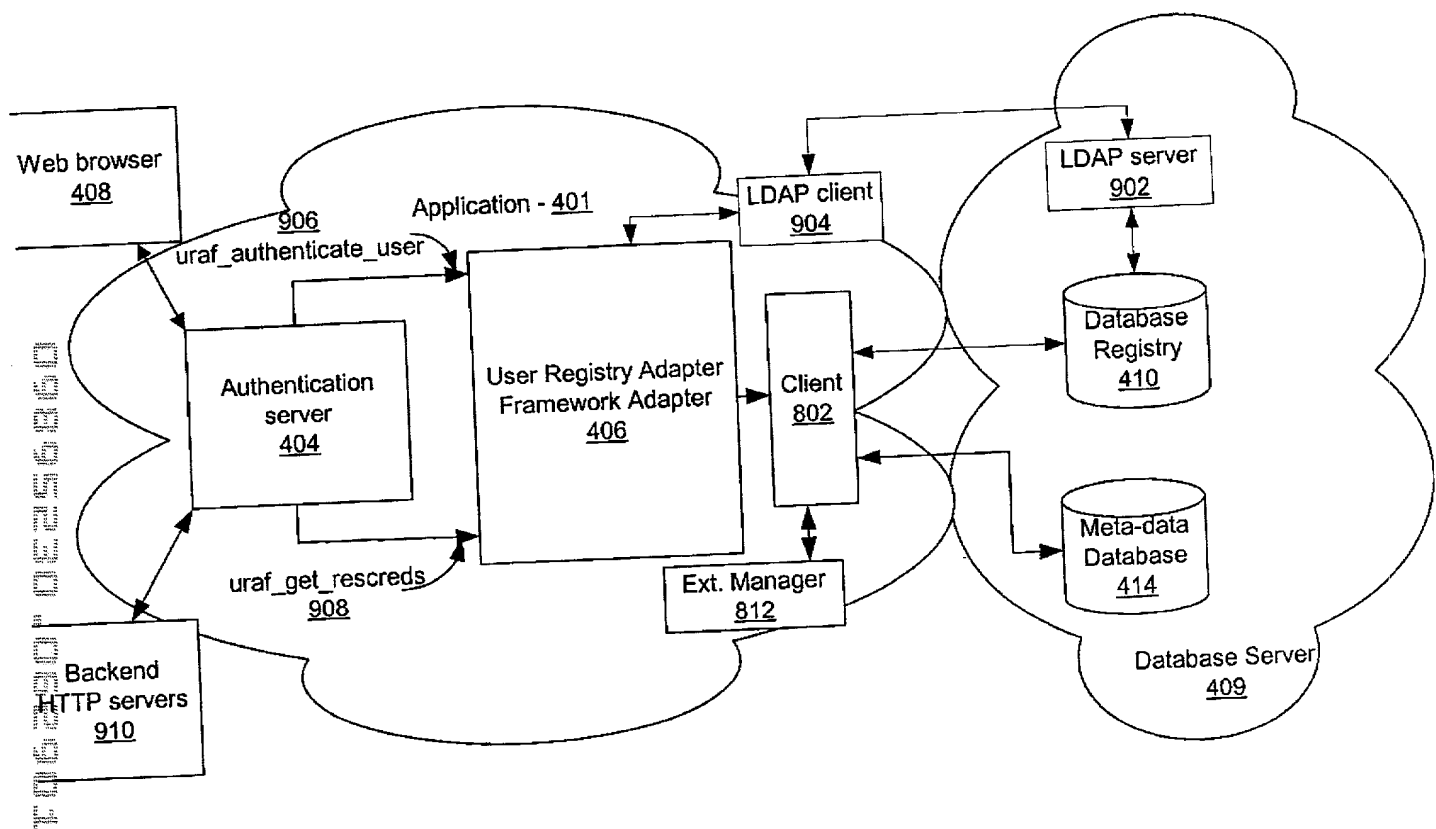 Web browser
408
906
uraf_authenticate_user
Application - 401
LDAP client
904
LDAP server
902
Authentication
server
404
User Registry Adapter
Framework Adapter
406
Client
802
Database
Registry
410
Meta-data
Database
414
uraf_get_rescreds
908
Ext. Manager
812
Backend
HTTP servers
910
Database Server
409